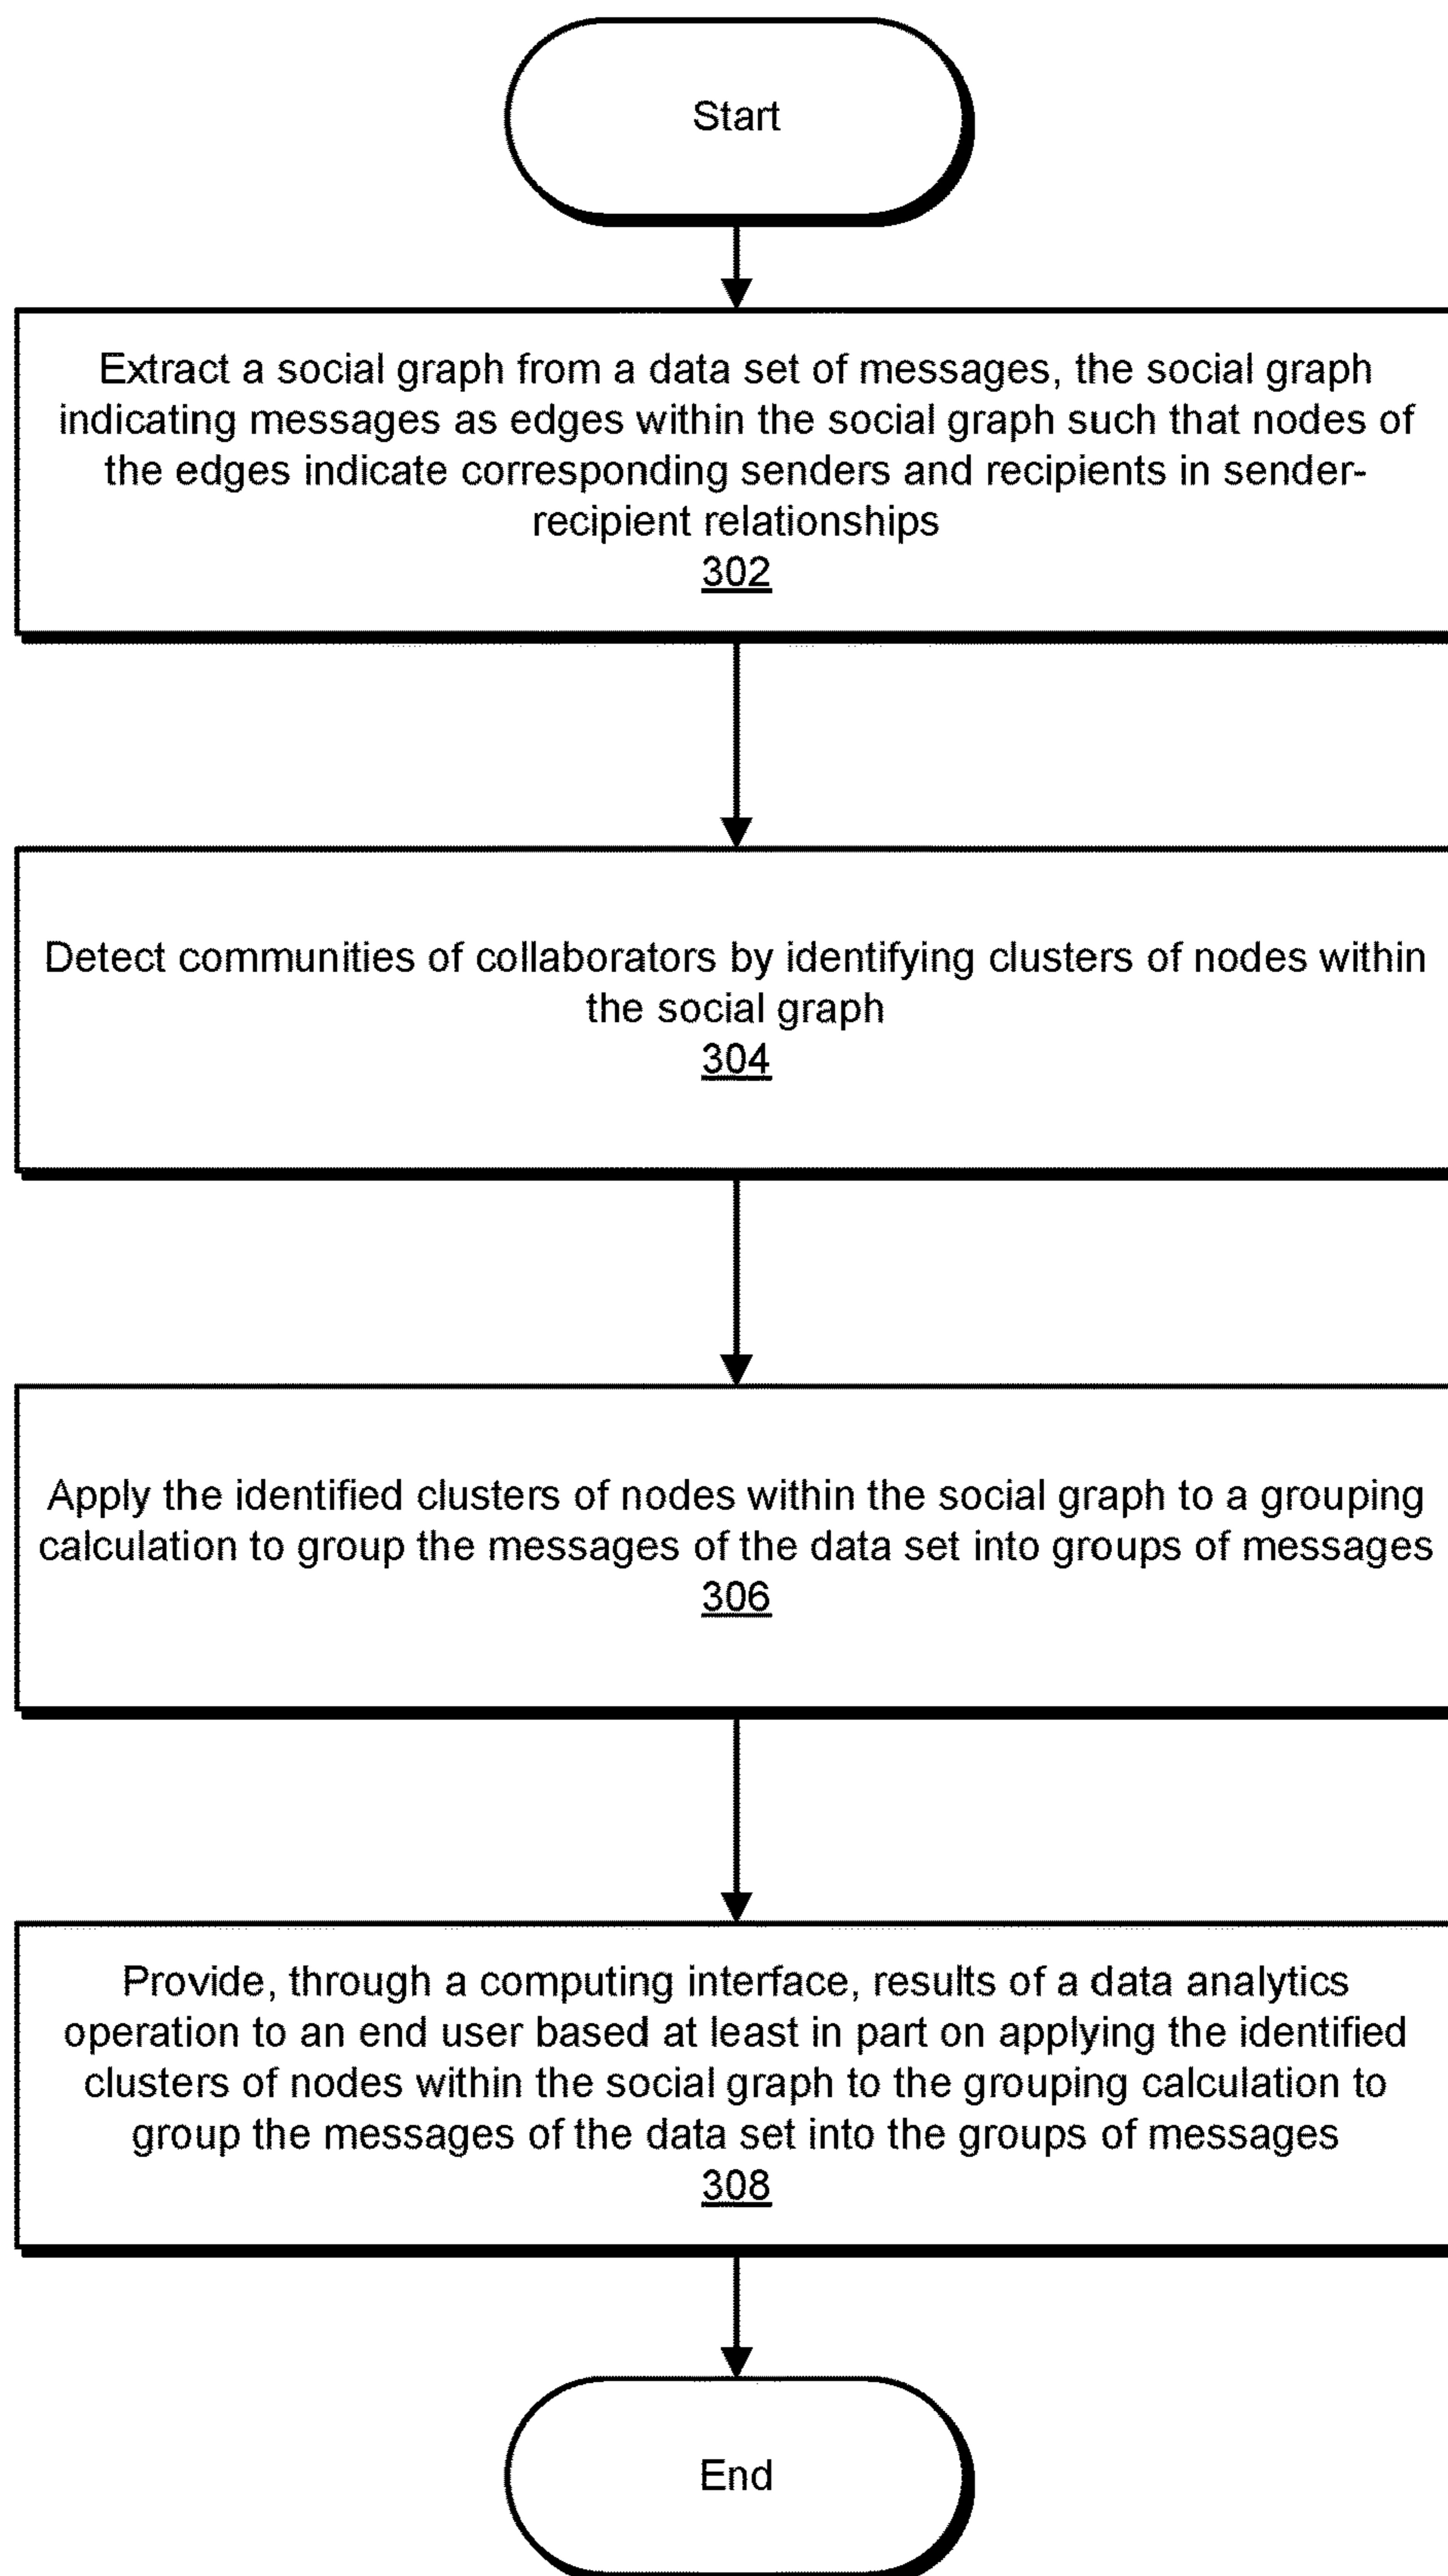 Start
Extract a social graph from a data set of messages, the social graph
indicating messages as edges within the social graph such that nodes of
the edges indicate corresponding senders and recipients in sender-
recipient relationships
302
Detect communities of collaborators by identifying clusters of nodes within
the social graph
304
Apply the identified clusters of nodes within the social graph to a grouping
calculation to group the messages of the data set into groups of messages
306
Provide, through a computing interface, results of a data analytics
operation to an end user based at least in part on applying the identified
clusters of nodes within the social graph to the grouping calculation to
group the messages of the data set into the groups of messages
308
End